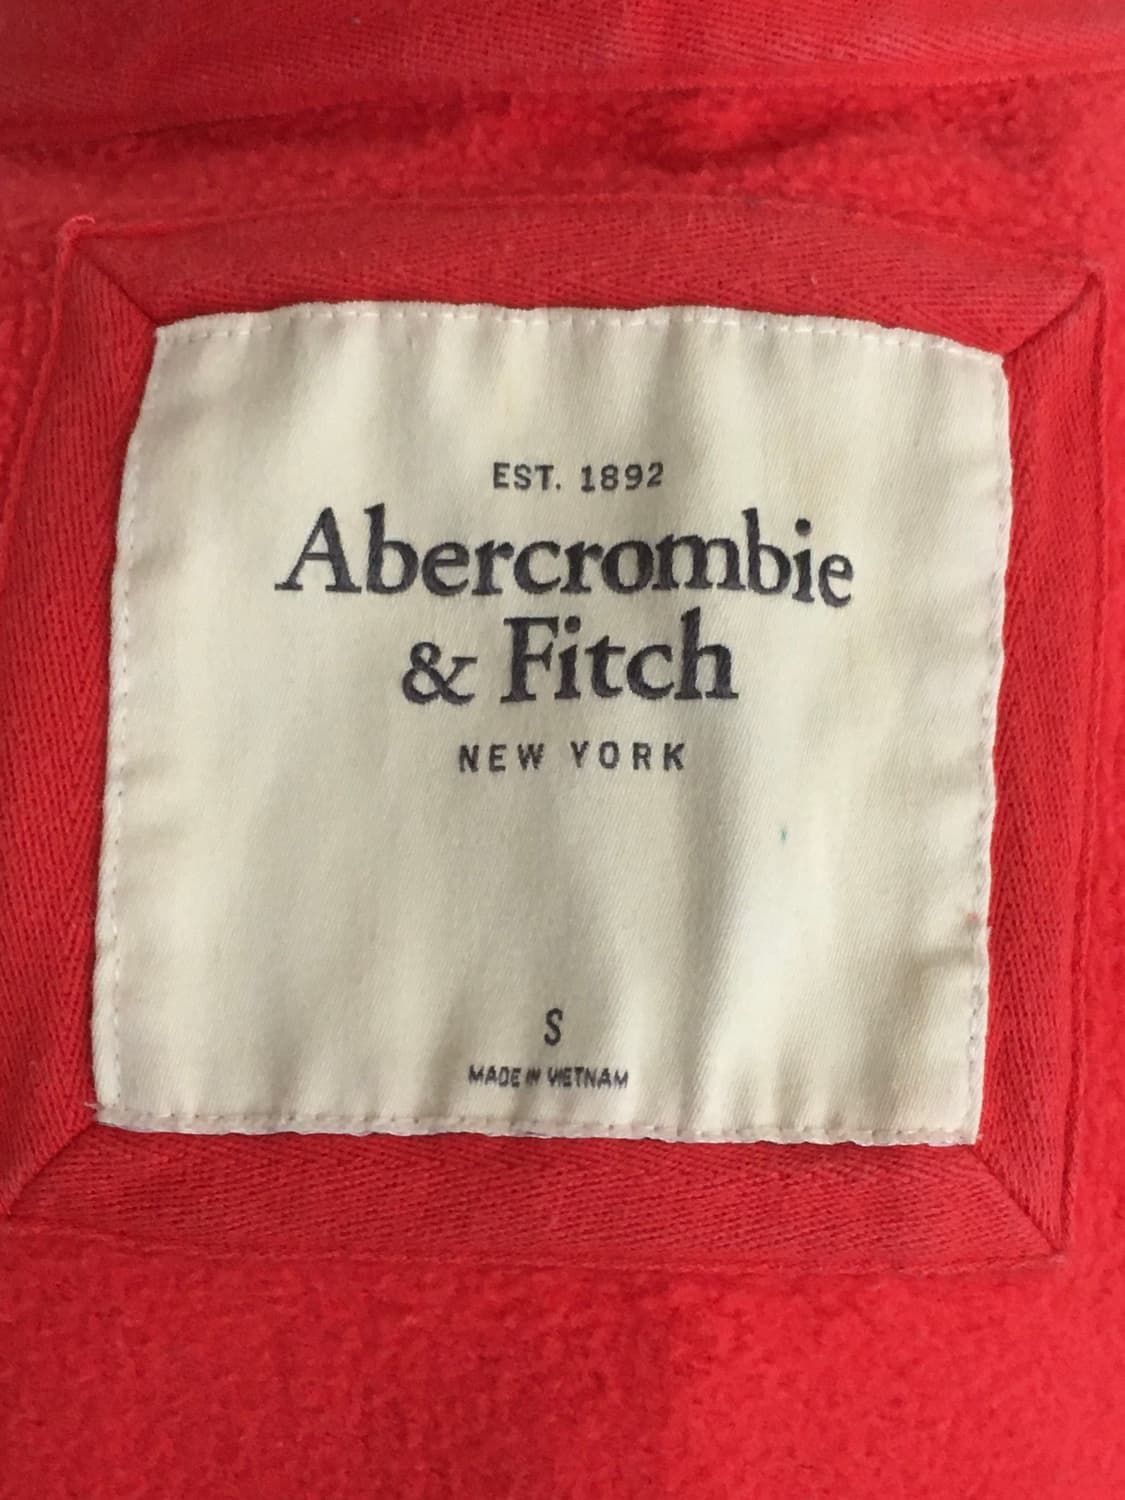 EST. 1892
Abercrombie
& Fitch
NEW YORK
S
MADE IN VIETNAM